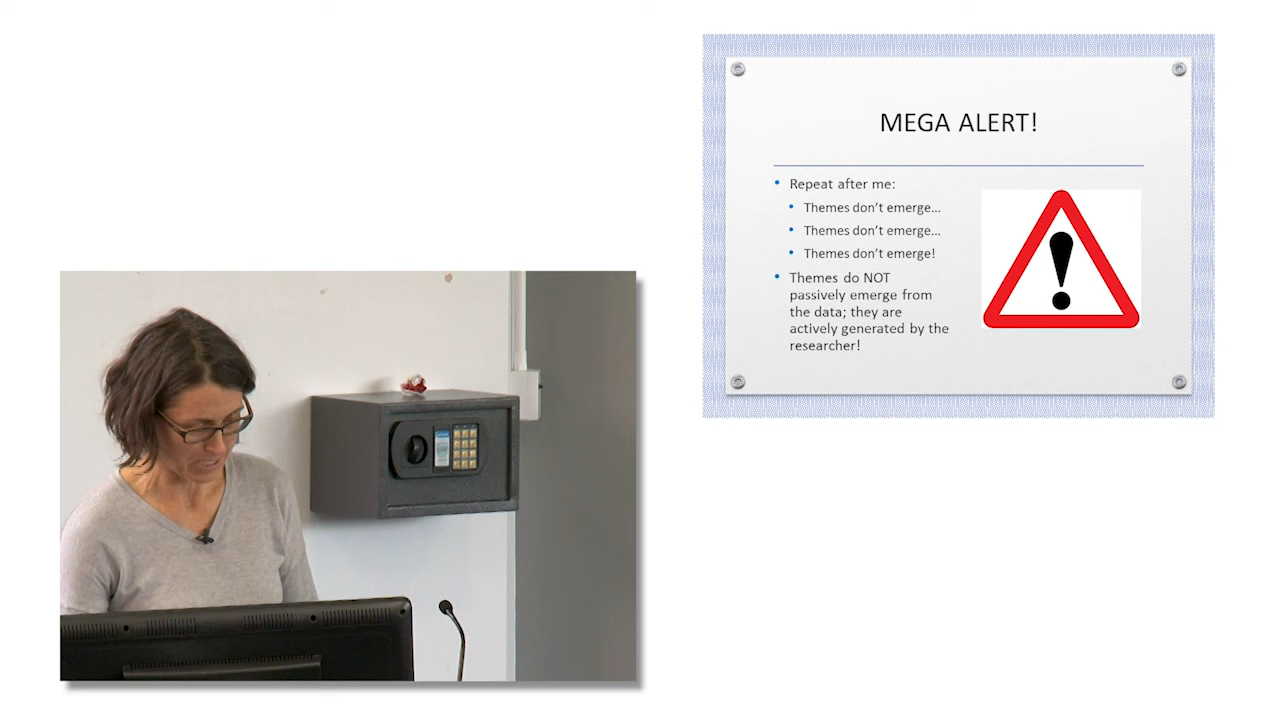 MEGA ALERT!
Repeat after me:
Themes don’t emerge…
Themes don’t emerge…
Themes don’t emerge!
Themes do NOT
passively emerge from
the data; they are
actively generated by the
researcher!